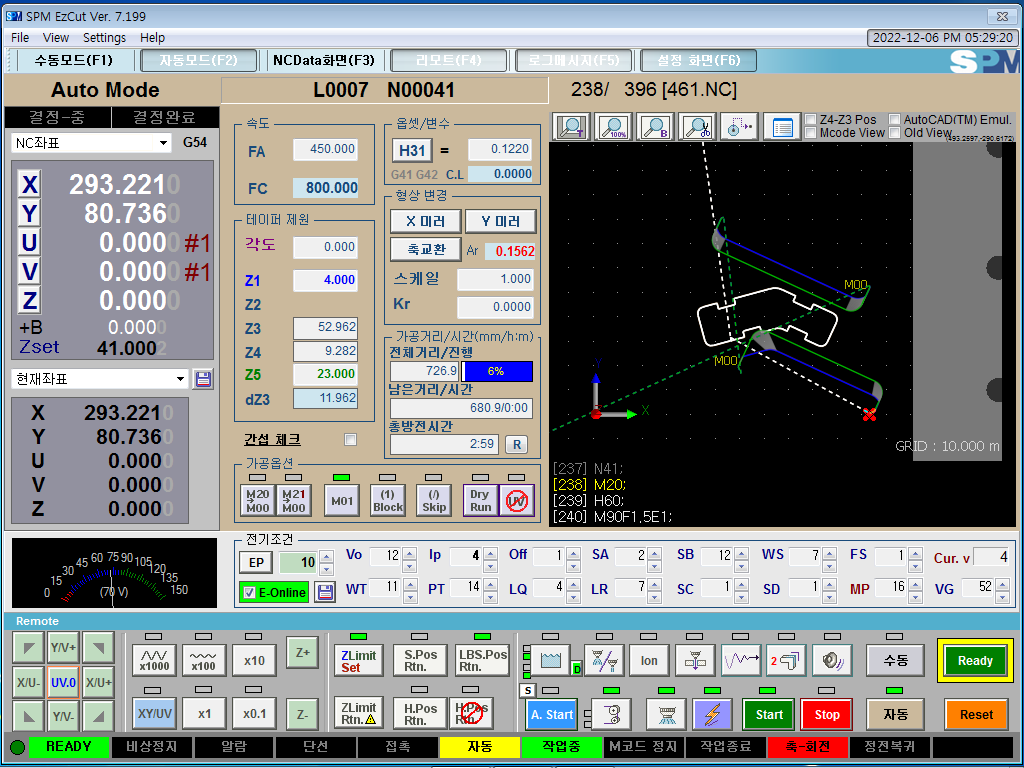 SPM EzCut Ver. 7.199
File View Settings Help
2022-12-06 PM 05:29:20
수동모드(F1) 자동모드(F2) NCData화면(F3) 리모트(F4) 로그메시지(F5) 설정 화면(F6)
SPM
Auto Mode
L0007 N00041
238/ 396 [461.NC]
결정-중 결정완료
NC좌표 G54
X 293.2210
Y 80.7360
U 0.0000 #1
V 0.0000 #1
Z 0.0000
+B 0.0000
Zset 41.0002
현재좌표
X 293.2210
Y 80.7360
U 0.0000
V 0.0000
Z 0.0000
속도
FA 450.000
FC 800.000
테이퍼 제원
각도 0.000
Z1 4.000
Z2
Z3 52.962
Z4 9.282
Z5 23.000
dZ3 11.962
간섭 체크
옵셋/변수
H31 = 0.1220
G41 G42 C.L 0.0000
형상 변경
X 미러 Y 미러
축교환 Ar 0.1562
스케일 1.000
Kr 0.0000
가공거리/시간(mm/h:m)
전체거리/진행
726.9 6%
남은거리/시간
680.9/0:00
총방전시간
2:59 R
가공옵션
M20 M00
M21 M00
M01
(1) Block
(/) Skip
Dry Run
UV
T 100% B
Z4-Z3 Pos AutoCAD(TM) Emul.
Mcode View Old View
(493.2597,-290.6172)
M00
M00
Y
X
GRID : 10.000 m
[237] N41;
[238] M20;
[239] H60;
[240] M90F1.5E1;
0 15 30 45 60 75 90 105 120 135 150
(70 V)
전기조건
EP 10
E-Online
Vo 12 Ip 4 Off 1 SA 2 SB 12 WS 7 FS 1 Cur. v 4
WT 11 PT 14 LQ 4 LR 7 SC 1 SD 1 MP 16 VG 52
Remote
Y/V+
X/U- UV.0 X/U+
Y/V-
x1000 x100 x10 Z+
XY/UV x1 x0.1 Z-
ZLimit Set
S.Pos Rtn.
LBS.Pos Rtn.
ZLimit Rtn.
H.Pos Rtn.
H.Pos Rtn.
D Ion 2 수동 Ready
S A. Start Start Stop 자동 Reset
READY 비상정지 알람 단선 접촉 자동 작업중 M코드 정지 작업종료 축-회전 정전복귀